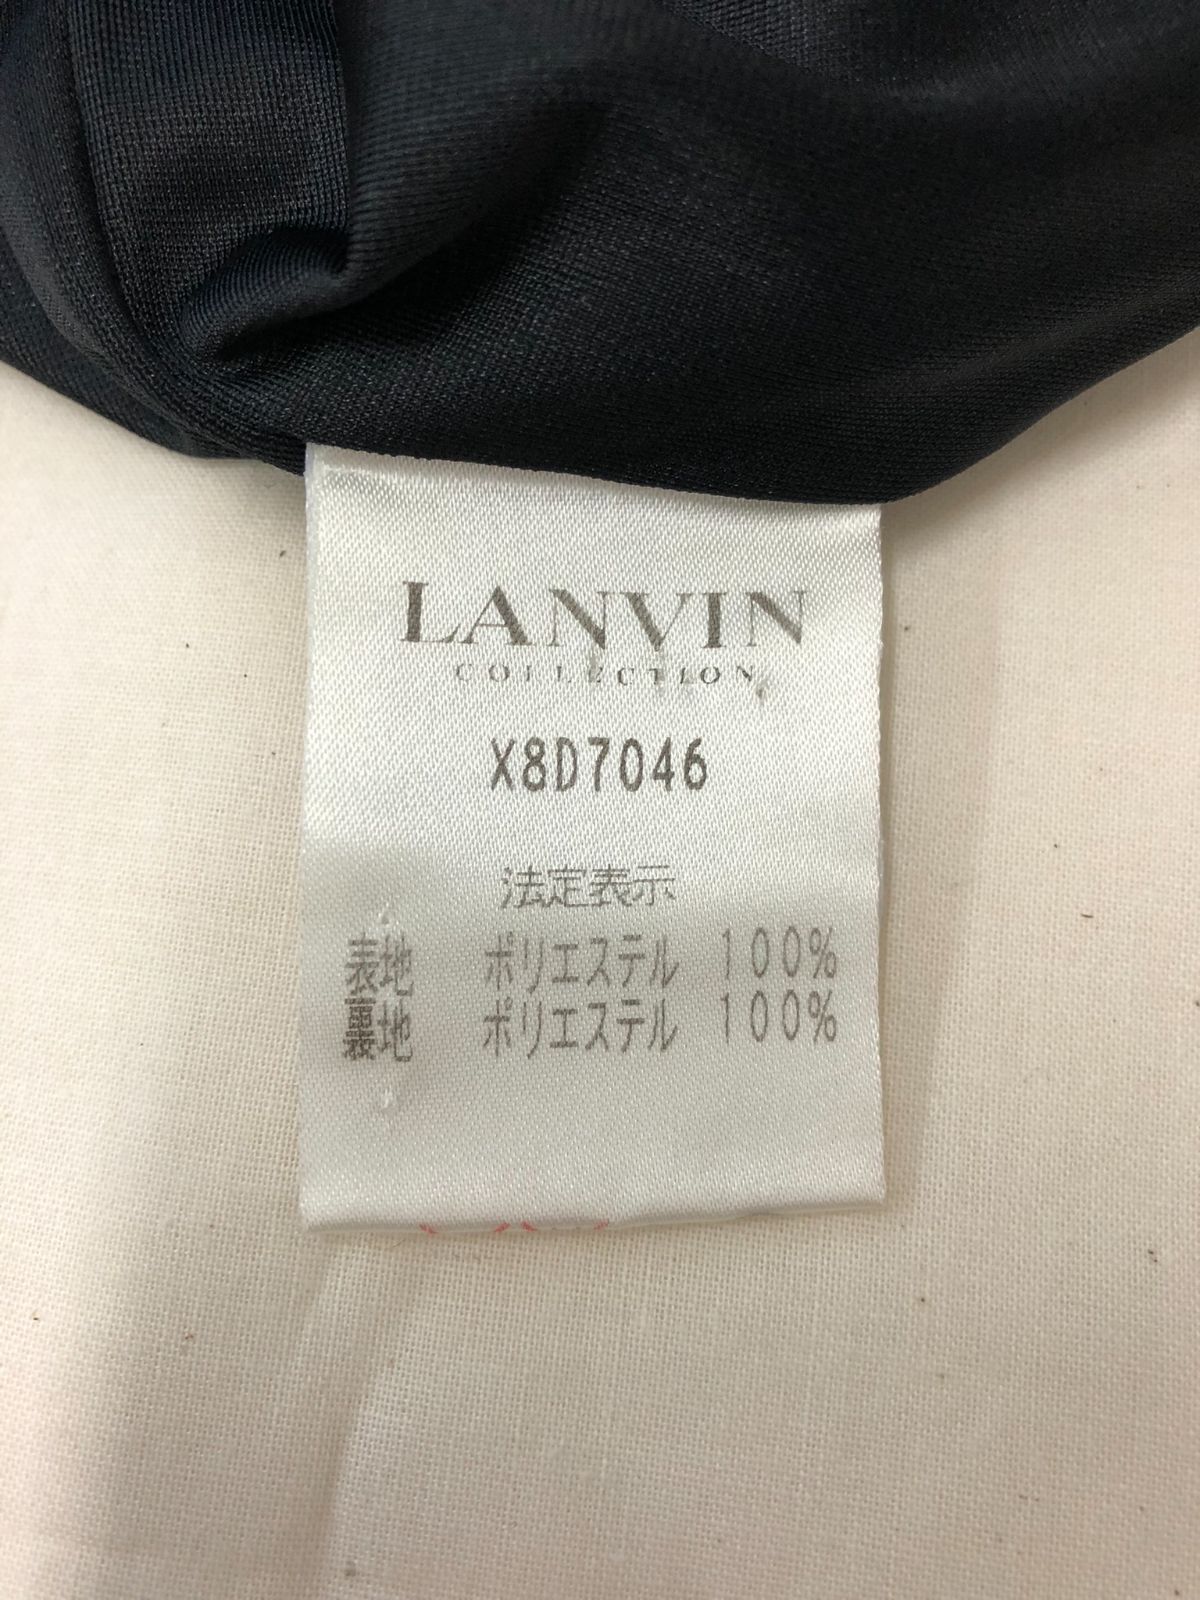 LANVIN
COLLECTION
X8D7046
法定表示
表地 ポリエステル 100%
裏地 ポリエステル 100%